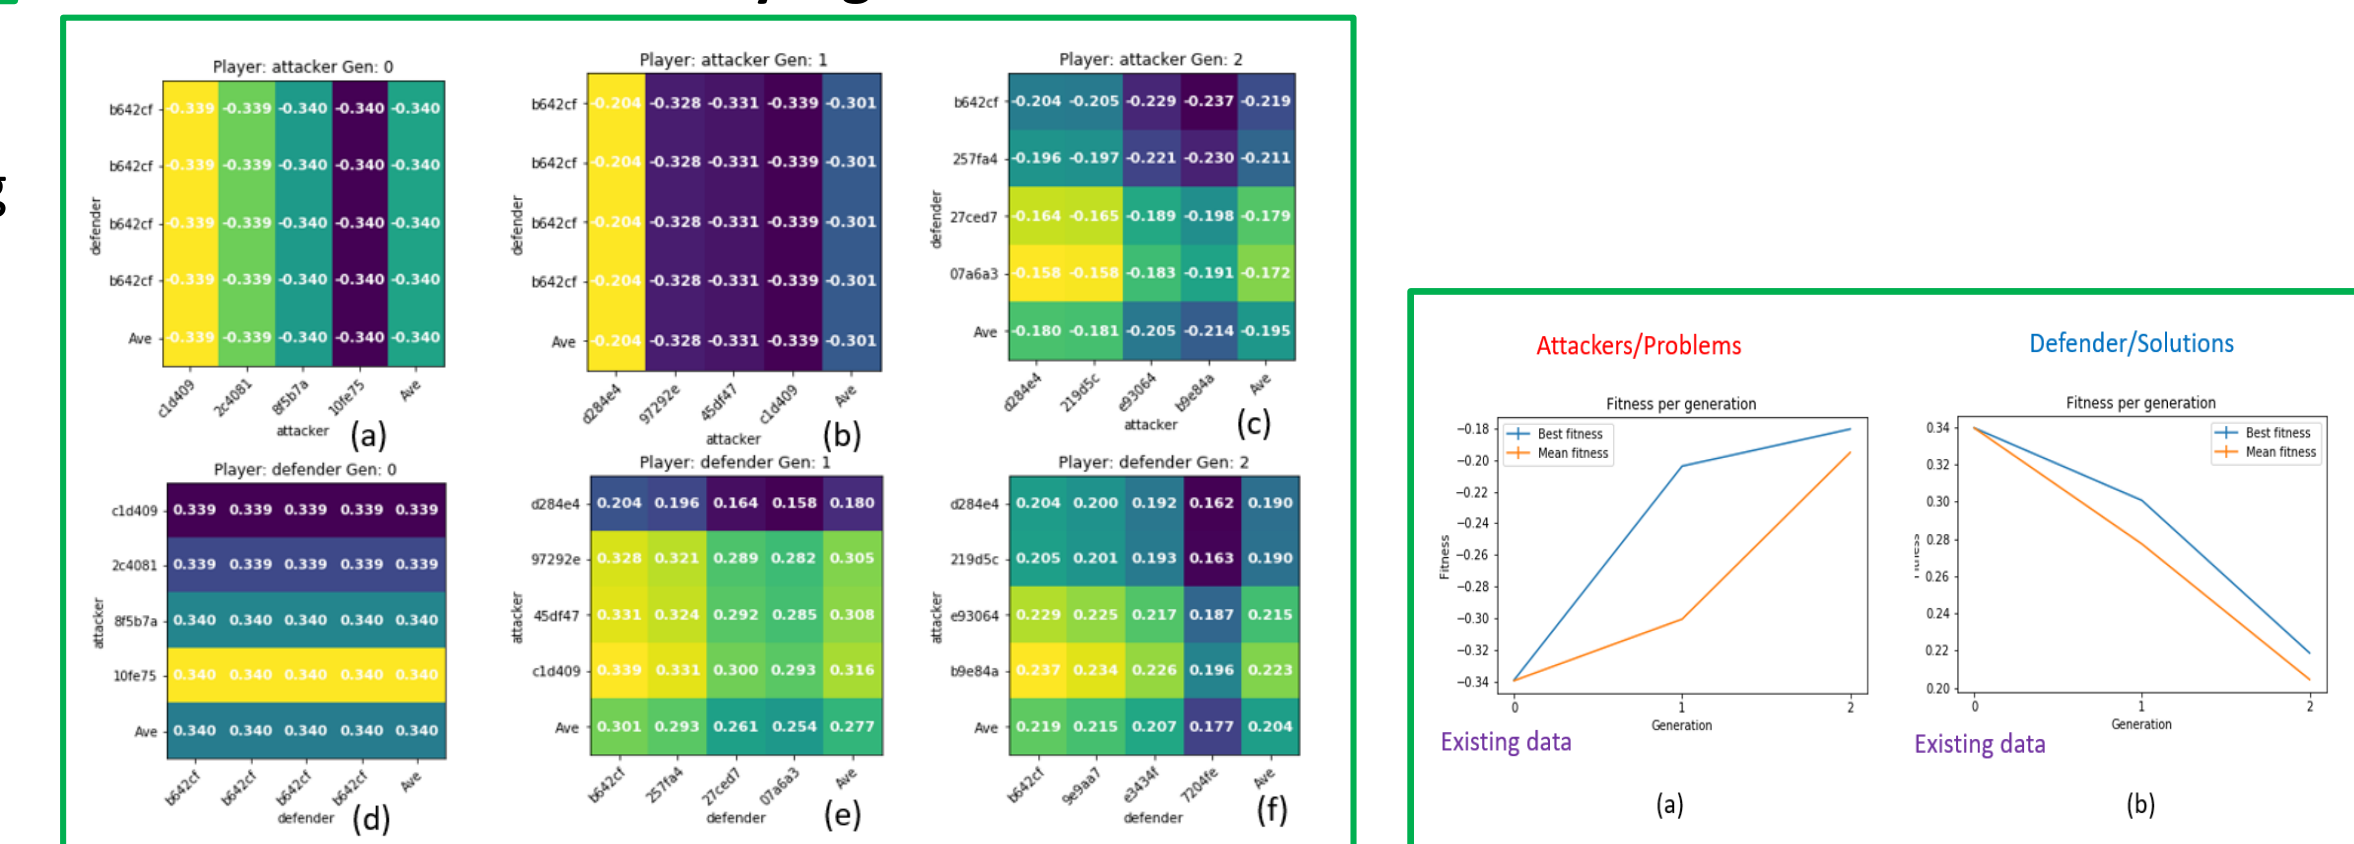 Player: attacker Gen: 0
b642cf -0.339 -0.339 -0.340 -0.340 -0.340
b642cf -0.339 -0.339 -0.340 -0.340 -0.340
b642cf -0.339 -0.339 -0.340 -0.340 -0.340
b642cf -0.339 -0.339 -0.340 -0.340 -0.340
Ave -0.339 -0.339 -0.340 -0.340 -0.340
defender
c1d409 2c4081 8f5b7a 10fe75 Ave
attacker
(a)
Player: attacker Gen: 1
b642cf -0.204 -0.328 -0.331 -0.339 -0.301
b642cf -0.204 -0.328 -0.331 -0.339 -0.301
b642cf -0.204 -0.328 -0.331 -0.339 -0.301
b642cf -0.204 -0.328 -0.331 -0.339 -0.301
Ave -0.204 -0.328 -0.331 -0.339 -0.301
defender
d284e4 97292e 45df47 c1d409 Ave
attacker
(b)
Player: attacker Gen: 2
b642cf -0.204 -0.205 -0.229 -0.237 -0.219
257fa4 -0.196 -0.197 -0.221 -0.230 -0.211
27ced7 -0.164 -0.165 -0.189 -0.198 -0.179
07a6a3 -0.158 -0.158 -0.183 -0.191 -0.172
Ave -0.180 -0.181 -0.205 -0.214 -0.195
defender
d284e4 219d5c e93064 b9e84a Ave
attacker
(c)
Player: defender Gen: 0
c1d409 0.339 0.339 0.339 0.339 0.339
2c4081 0.339 0.339 0.339 0.339 0.339
8f5b7a 0.340 0.340 0.340 0.340 0.340
10fe75 0.340 0.340 0.340 0.340 0.340
Ave 0.340 0.340 0.340 0.340 0.340
attacker
b642cf b642cf b642cf b642cf Ave
defender
(d)
Player: defender Gen: 1
d284e4 0.204 0.196 0.164 0.158 0.180
97292e 0.328 0.321 0.289 0.282 0.305
45df47 0.331 0.324 0.292 0.285 0.308
c1d409 0.339 0.331 0.300 0.293 0.316
Ave 0.301 0.293 0.261 0.254 0.277
attacker
b642cf 257fa4 27ced7 07a6a3 Ave
defender
(e)
Player: defender Gen: 2
d284e4 0.204 0.200 0.192 0.162 0.190
219d5c 0.205 0.201 0.193 0.163 0.190
e93064 0.229 0.225 0.217 0.187 0.215
b9e84a 0.237 0.234 0.226 0.196 0.223
Ave 0.219 0.215 0.207 0.177 0.204
attacker
b642cf 9e9aa7 e3434f 7204fe Ave
defender
(f)
Attackers/Problems
Fitness per generation
Best fitness
Mean fitness
-0.18
-0.20
-0.22
-0.24
-0.26
-0.28
-0.30
-0.32
-0.34
Fitness
0 1 2
Generation
Existing data
(a)
Defender/Solutions
Fitness per generation
Best fitness
Mean fitness
0.34
0.32
0.30
0.28
0.26
0.24
0.22
0.20
0 1 2
Generation
Existing data
(b)